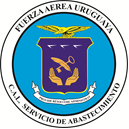 FUERZA AEREA URUGUAYA
C.A.L. SERVICIO DE ABASTECIMIENTO